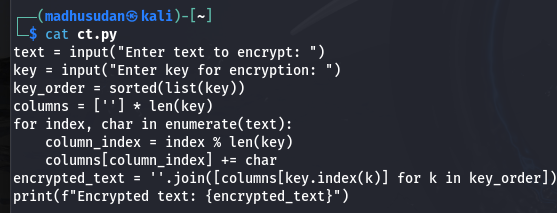 ┌──(madhusudan㉿kali)-[~]
└─$ cat ct.py
text = input("Enter text to encrypt: ")
key = input("Enter key for encryption: ")
key_order = sorted(list(key))
columns = [''] * len(key)
for index, char in enumerate(text):
    column_index = index % len(key)
    columns[column_index] += char
encrypted_text = ''.join([columns[key.index(k)] for k in key_order])
print(f"Encrypted text: {encrypted_text}")